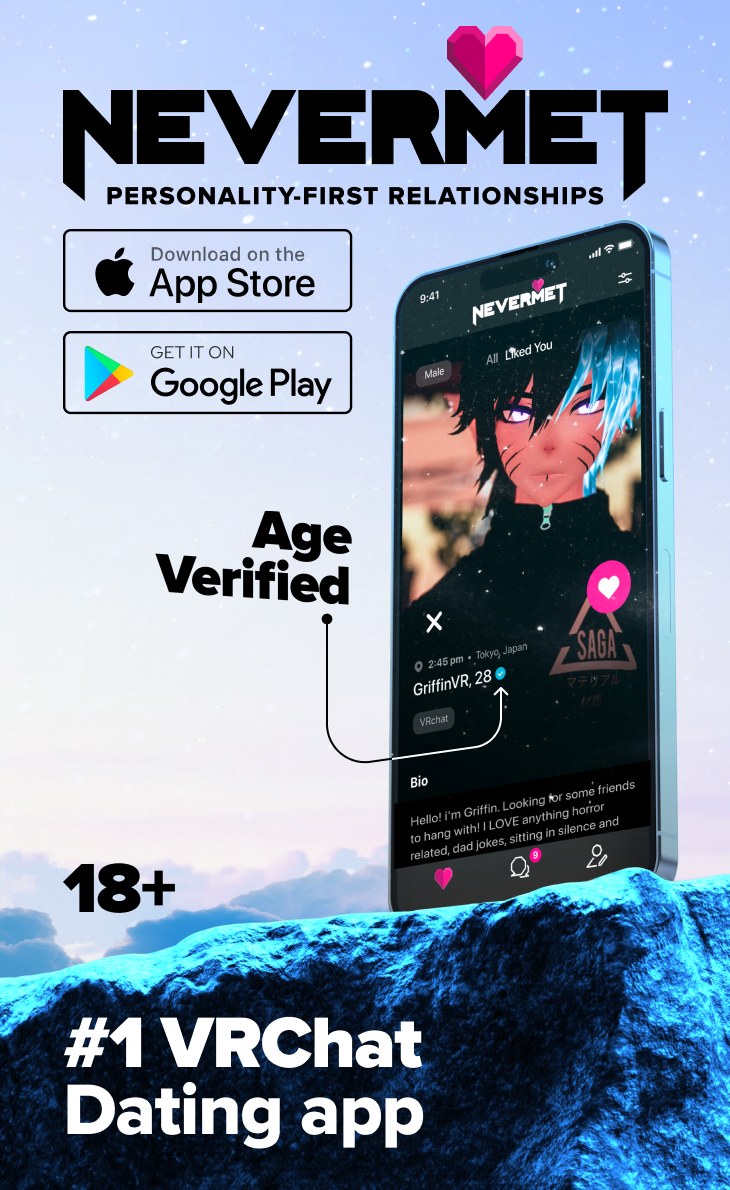 NEVERMET
PERSONALITY-FIRST RELATIONSHIPS
Download on the
App Store
GET IT ON
Google Play
9:41
NEVERMET
All Liked You
Male
Age
Verified
SAGA
マテリアル
2:45 pm • Tokyo, Japan
GriffinVR, 28
VRchat
Bio
Hello! i'm Griffin. Looking for some friends
to hang with! I LOVE anything horror
related, dad jokes, sitting in silence and
9
18+
#1 VRChat
Dating app